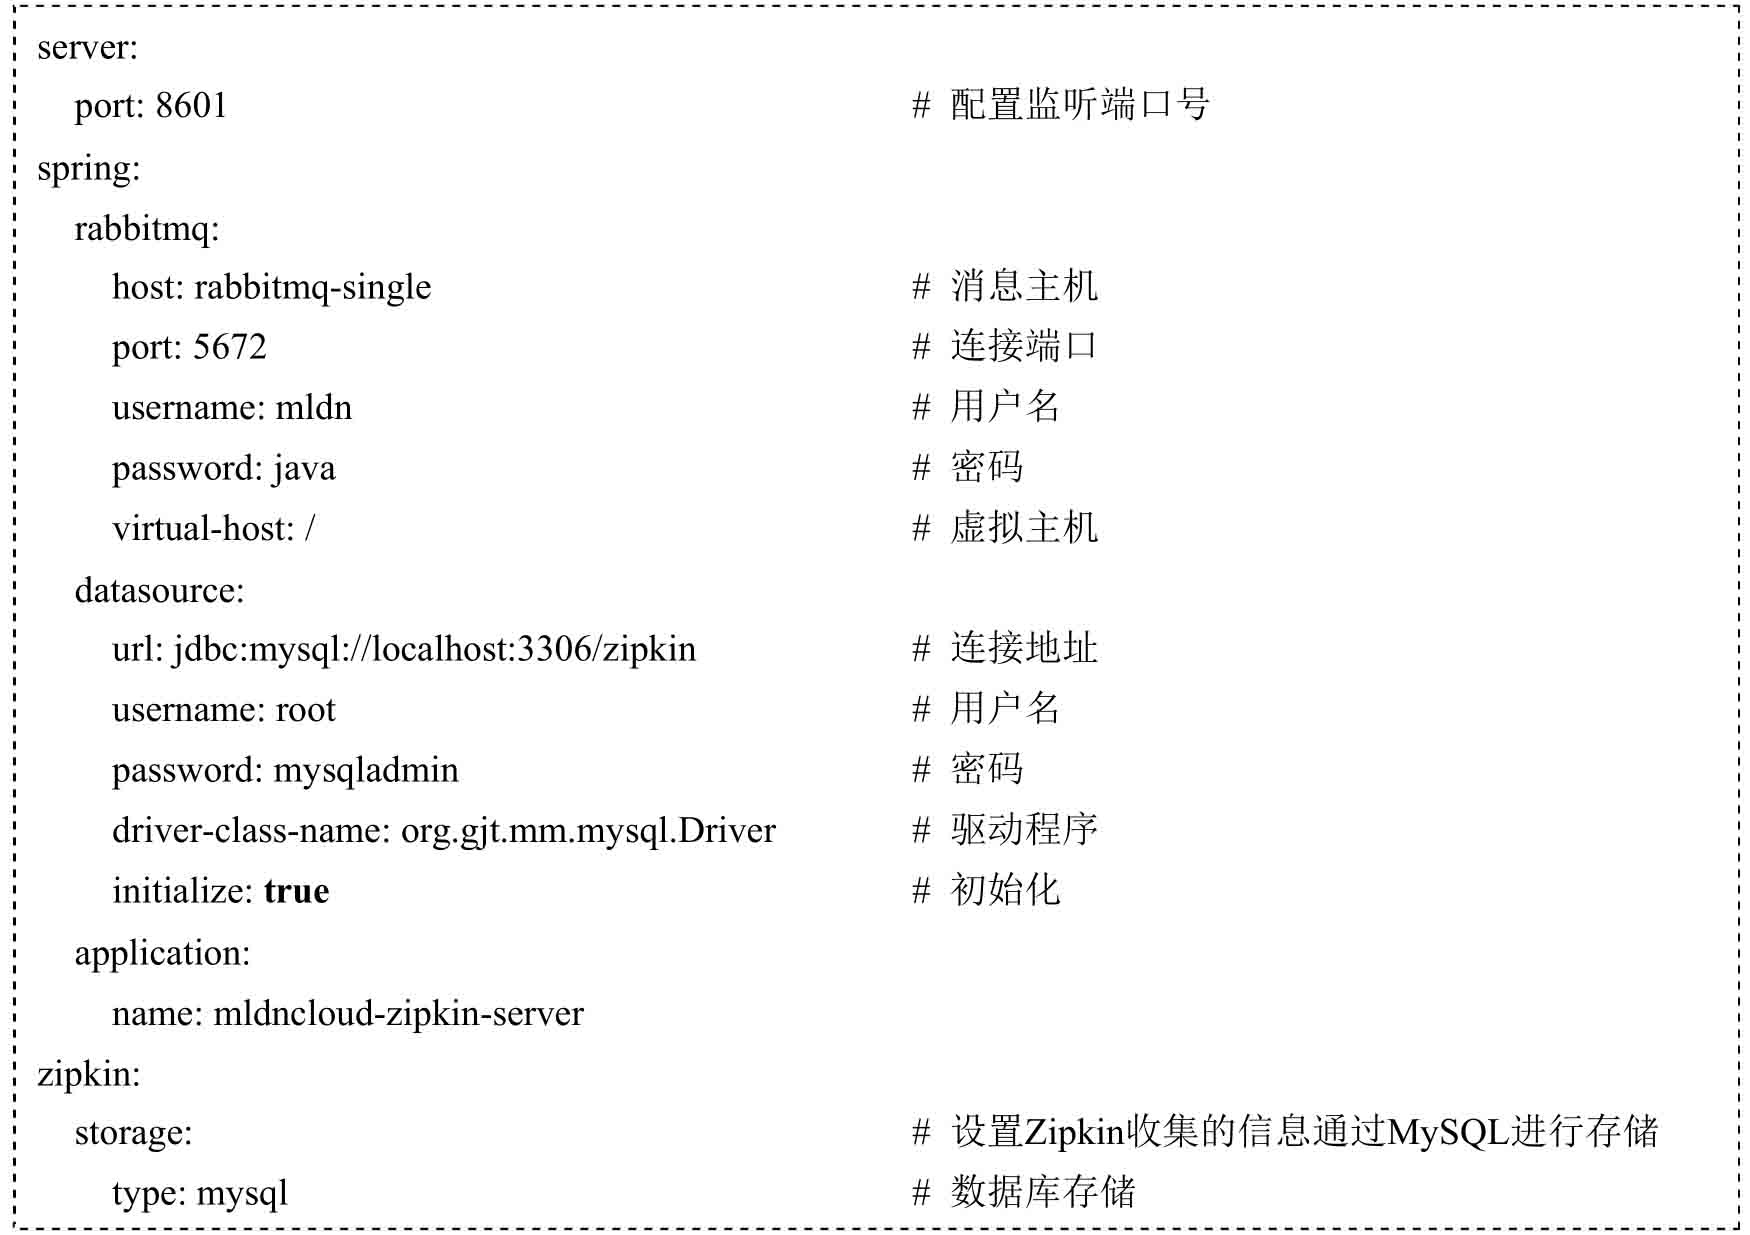 server:
port: 8601 # 配置监听端口号
spring:
rabbitmq:
host: rabbitmq-single # 消息主机
port: 5672 # 连接端口
username: mldn # 用户名
password: java # 密码
virtual-host: / # 虚拟主机
datasource:
url: jdbc:mysql://localhost:3306/zipkin # 连接地址
username: root # 用户名
password: mysqladmin # 密码
driver-class-name: org.gjt.mm.mysql.Driver # 驱动程序
initialize: true # 初始化
application:
name: mldncloud-zipkin-server
zipkin:
storage: # 设置Zipkin收集的信息通过MySQL进行存储
type: mysql # 数据库存储